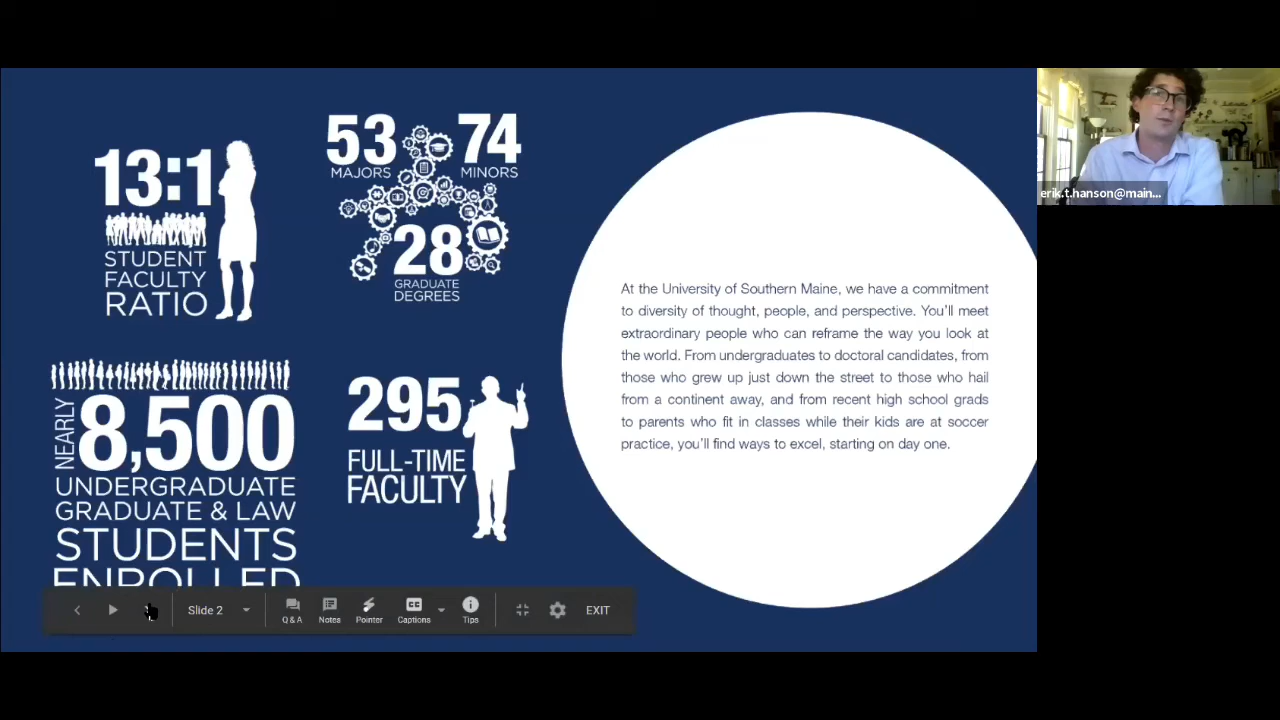 13:1
STUDENT
FACULTY
RATIO
53
MAJORS
74
MINORS
28
GRADUATE
DEGREES
NEARLY
8,500
UNDERGRADUATE
GRADUATE & LAW
STUDENTS
ENROLLED
295
FULL-TIME
FACULTY
At the University of Southern Maine, we have a commitment
to diversity of thought, people, and perspective. You'll meet
extraordinary people who can reframe the way you look at
the world. From undergraduates to doctoral candidates, from
those who grew up just down the street to those who hail
from a continent away, and from recent high school grads
to parents who fit in classes while their kids are at soccer
practice, you'll find ways to excel, starting on day one.
erik.t.hanson@main...
Slide 2
Q & A
Notes
Pointer
CC
Captions
Tips
EXIT